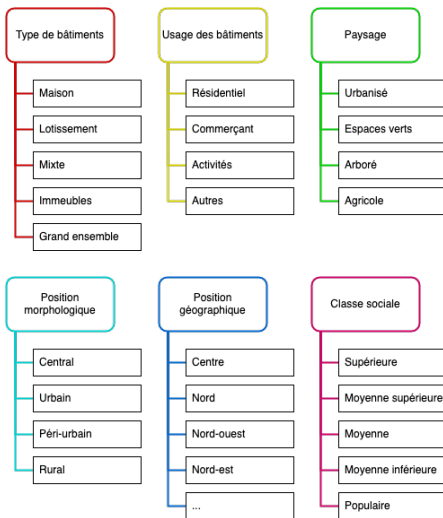 Type de bâtiments
Maison
Lotissement
Mixte
Immeubles
Grand ensemble
Usage des bâtiments
Résidentiel
Commerçant
Activités
Autres
Paysage
Urbanisé
Espaces verts
Arboré
Agricole
Position
morphologique
Central
Urbain
Péri-urbain
Rural
Position
géographique
Centre
Nord
Nord-ouest
Nord-est
...
Classe sociale
Supérieure
Moyenne supérieure
Moyenne
Moyenne inférieure
Populaire